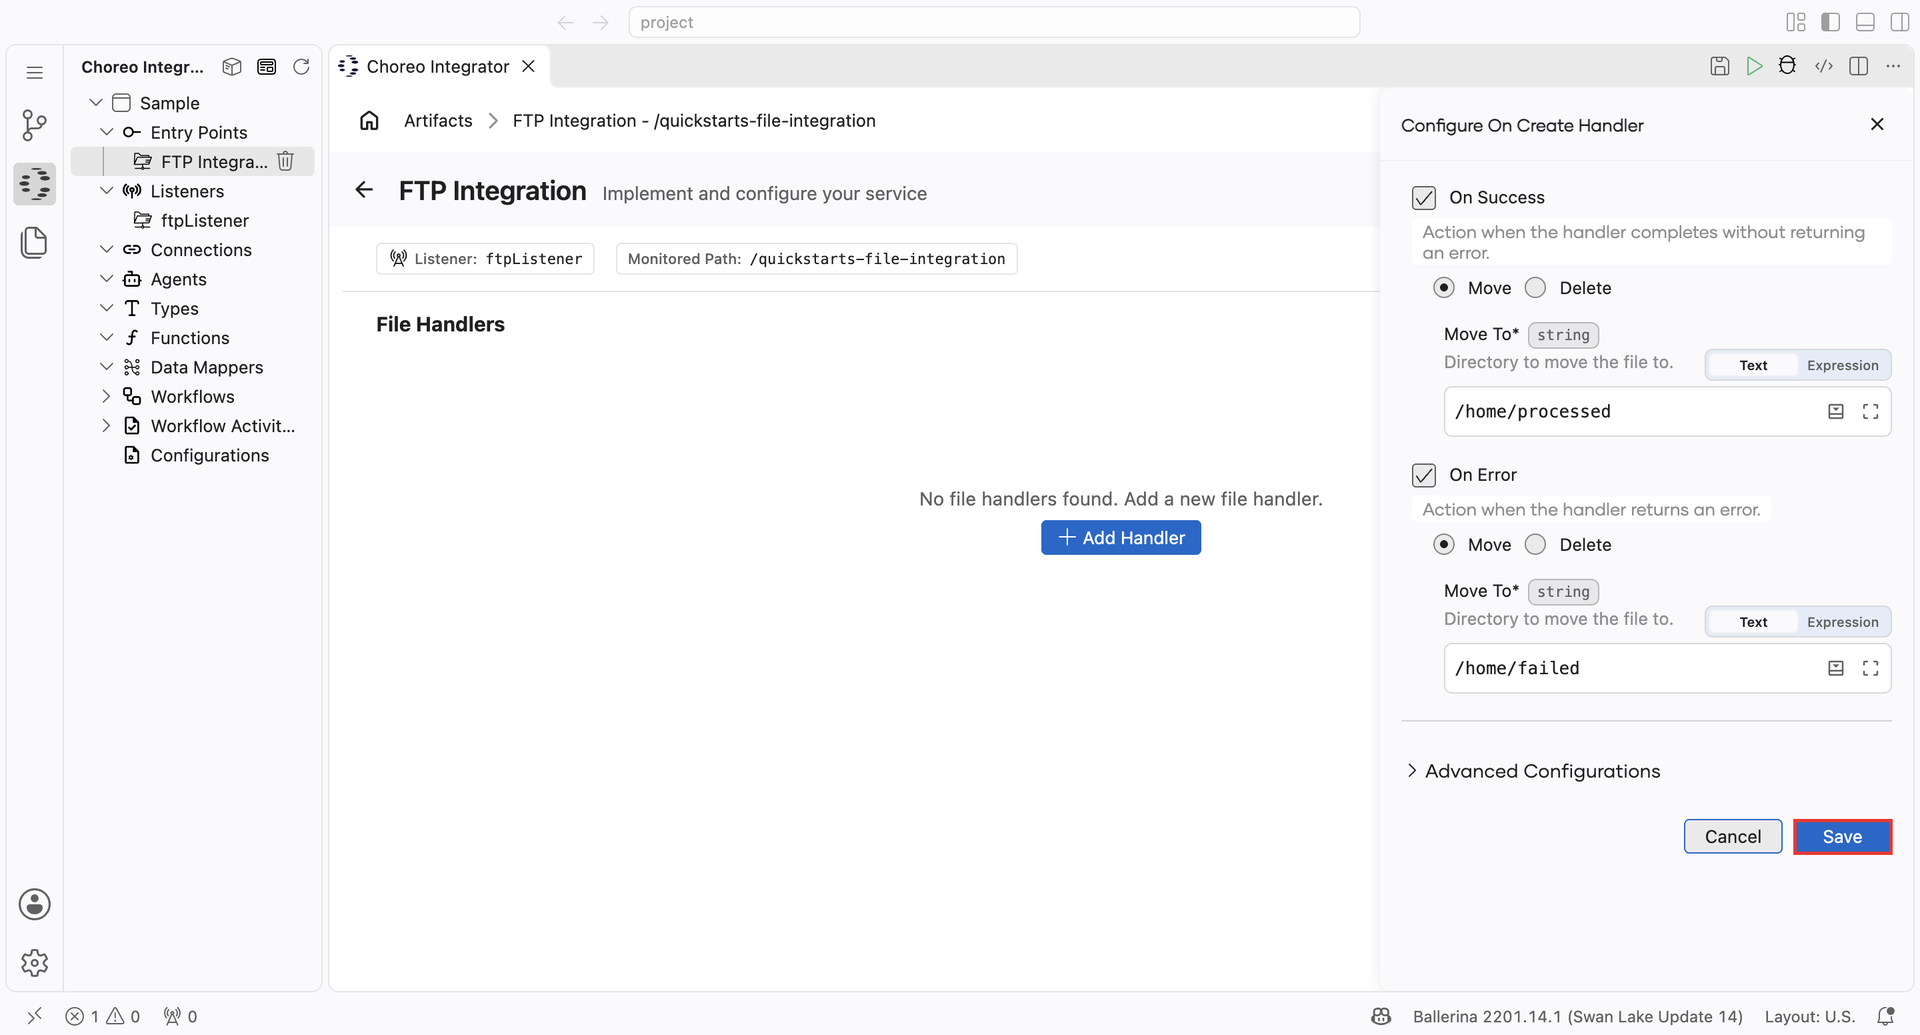 project
Choreo Integr...
Sample
Entry Points
FTP Integra...
Listeners
ftpListener
Connections
Agents
Types
Functions
Data Mappers
Workflows
Workflow Activit...
Configurations
Choreo Integrator
Artifacts > FTP Integration - /quickstarts-file-integration
FTP Integration Implement and configure your service
Listener: ftpListener Monitored Path: /quickstarts-file-integration
File Handlers
No file handlers found. Add a new file handler.
+ Add Handler
Configure On Create Handler
On Success
Action when the handler completes without returning
an error.
Move Delete
Move To* string
Directory to move the file to.
Text Expression
/home/processed
On Error
Action when the handler returns an error.
Move Delete
Move To* string
Directory to move the file to.
Text Expression
/home/failed
Advanced Configurations
Cancel Save
1 0 0
Ballerina 2201.14.1 (Swan Lake Update 14) Layout: U.S.